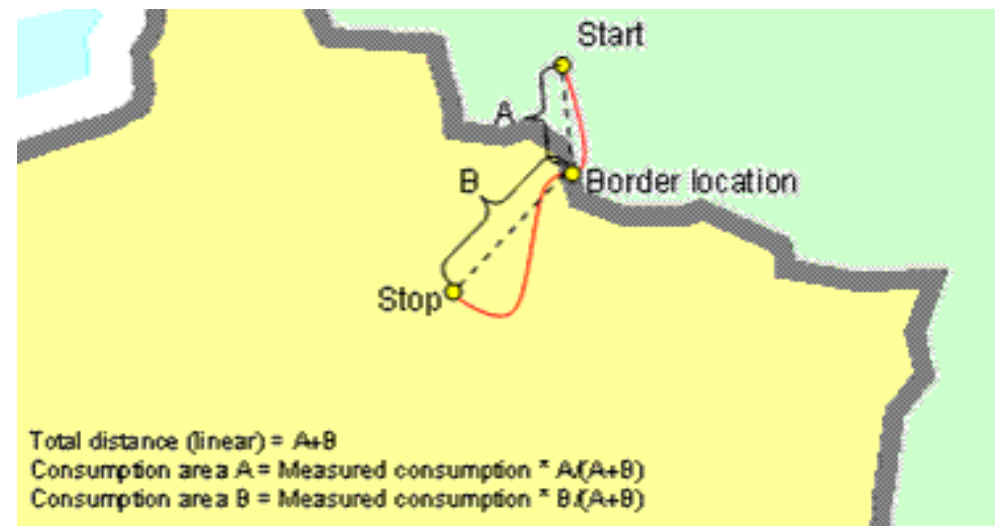 Start
A
B
Border location
Stop
Total distance (linear) = A+B
Consumption area A = Measured consumption * A/(A+B)
Consumption area B = Measured consumption * B/(A+B)